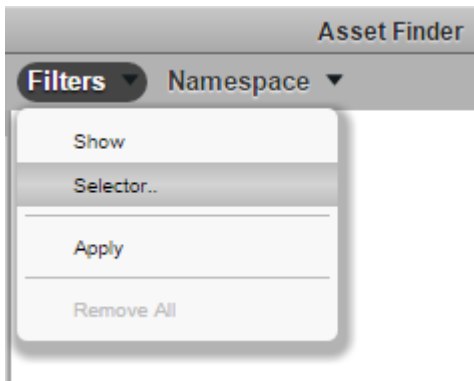 Asset Finder
Filters Namespace
Show
Selector..
Apply
Remove All